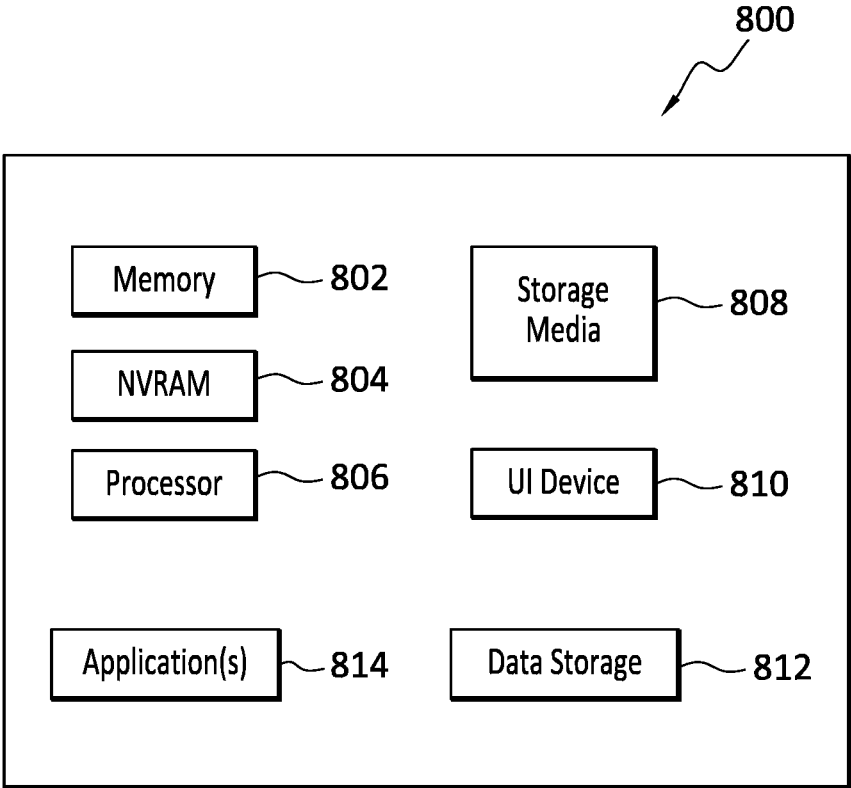 800
Memory
802
Storage
Media
808
NVRAM
804
Processor
806
UI Device
810
Application(s)
814
Data Storage
812